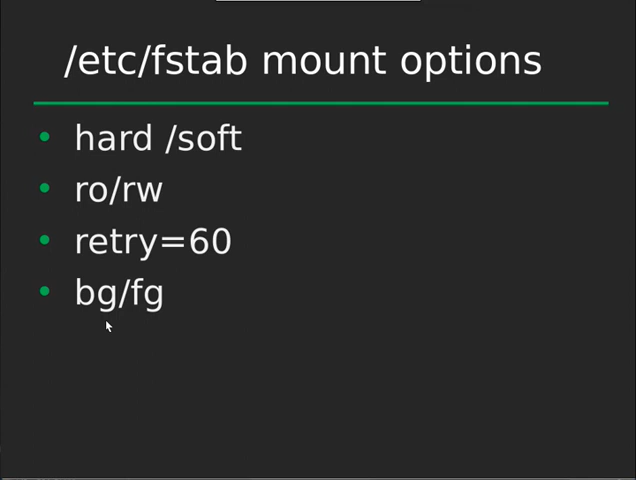 /etc/fstab mount options
• hard /soft
• ro/rw
• retry=60
• bg/fg